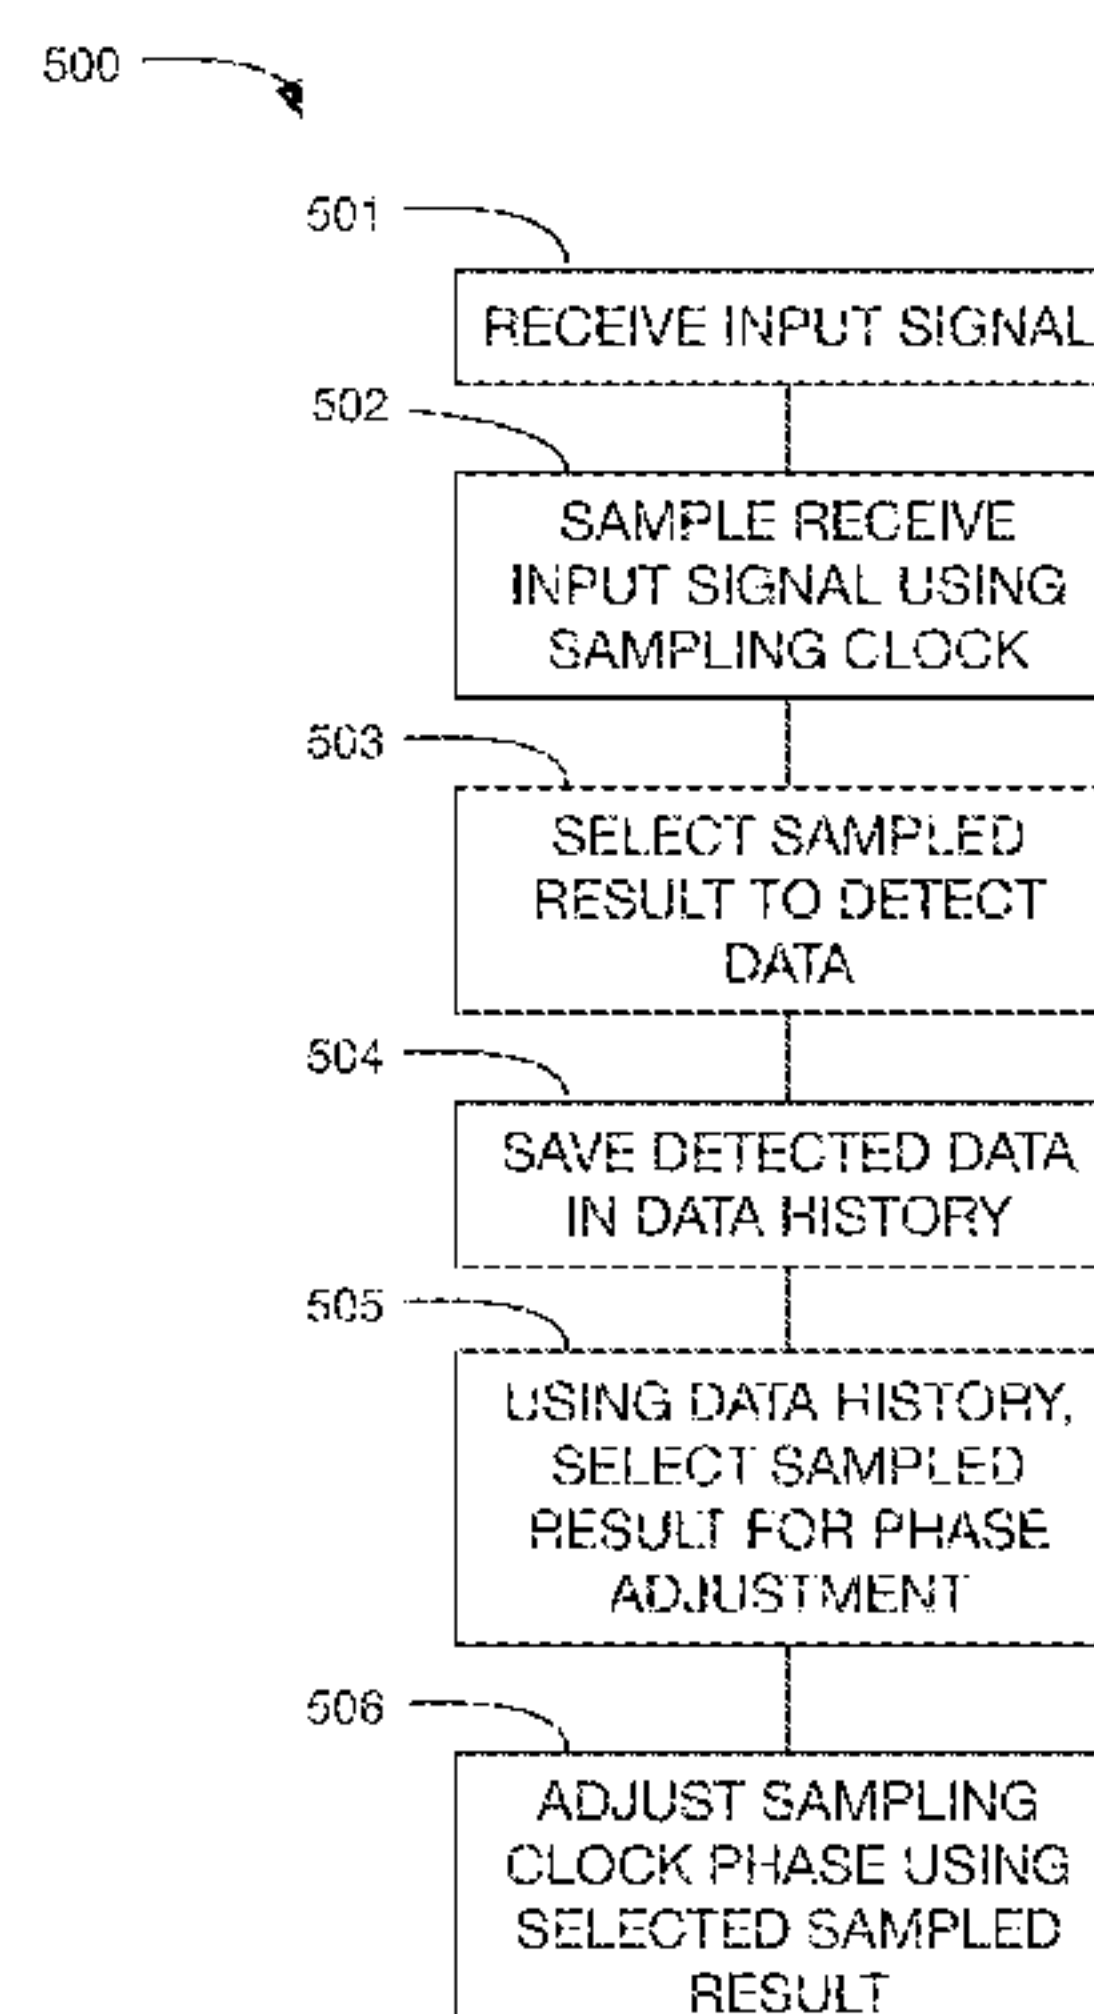 500
501
RECEIVE INPUT SIGNAL
502
SAMPLE RECEIVE
INPUT SIGNAL USING
SAMPLING CLOCK
503
SELECT SAMPLED
RESULT TO DETECT
DATA
504
SAVE DETECTED DATA
IN DATA HISTORY
505
USING DATA HISTORY,
SELECT SAMPLED
RESULT FOR PHASE
ADJUSTMENT
506
ADJUST SAMPLING
CLOCK PHASE USING
SELECTED SAMPLED
RESULT